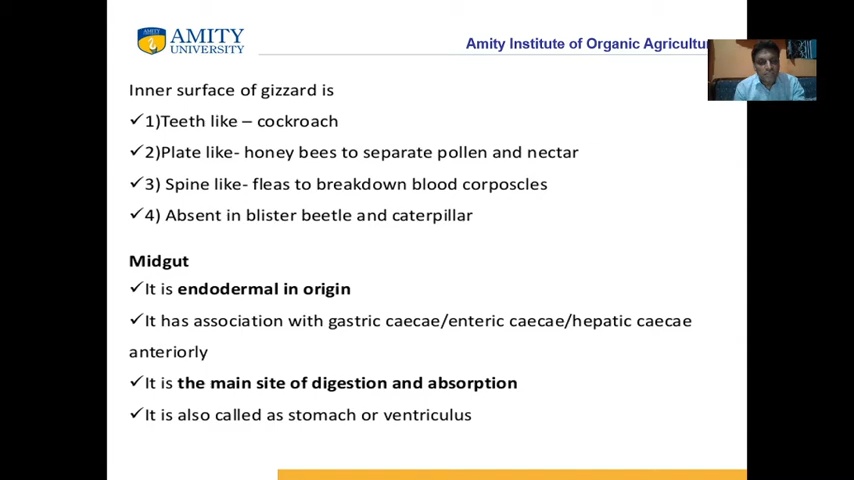 AMITY
AMITY
UNIVERSITY
Amity Institute of Organic Agricultur
Inner surface of gizzard is
✓1)Teeth like – cockroach
✓2)Plate like- honey bees to separate pollen and nectar
✓3) Spine like- fleas to breakdown blood corposcles
✓4) Absent in blister beetle and caterpillar
Midgut
✓It is endodermal in origin
✓It has association with gastric caecae/enteric caecae/hepatic caecae
anteriorly
✓It is the main site of digestion and absorption
✓It is also called as stomach or ventriculus